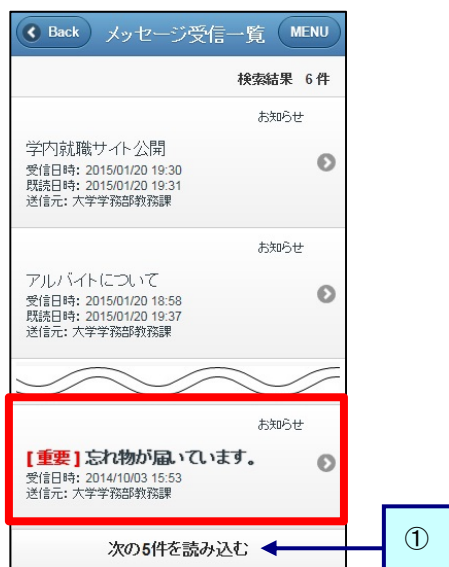 Back メッセージ受信一覧 MENU
検索結果 6 件
お知らせ
学内就職サイト公開
受信日時: 2015/01/20 19:30
既読日時: 2015/01/20 19:31
送信元: 大学学務部教務課
お知らせ
アルバイトについて
受信日時: 2015/01/20 18:58
既読日時: 2015/01/20 19:37
送信元: 大学学務部教務課
お知らせ
[ 重要 ] 忘れ物が届いています。
受信日時: 2014/10/03 15:53
送信元: 大学学務部教務課
次の5件を読み込む
①